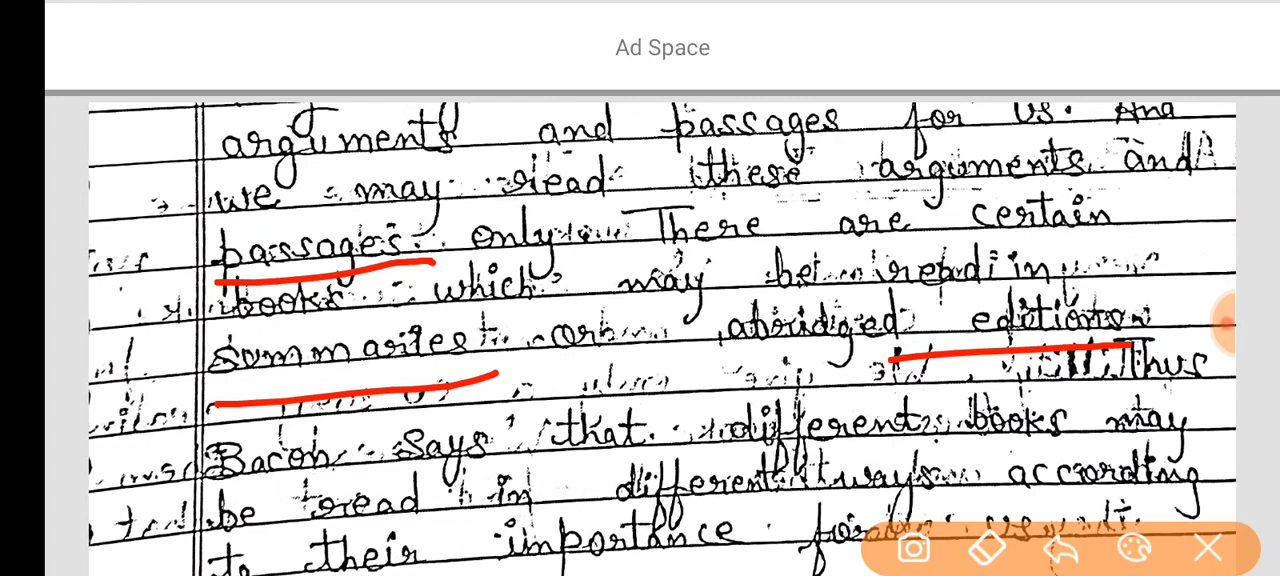 Ad Space
arguments and passages for us. And
we may read these arguments and
passages only There are certain
books which may be read in
summaries or abridged editions.
Thus
Bacon says that different books may
be read in different ways according
to their importance for